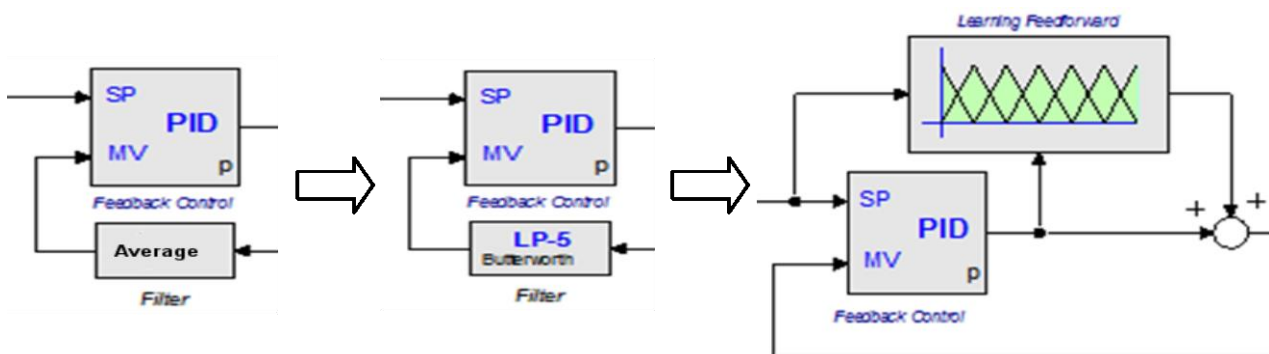 SP
PID
MV
p
Feedback Control
Average
Filter
SP
PID
MV
p
Feedback Control
LP-5
Butterworth
Filter
Learning Feedforward
SP
PID
MV
p
Feedback Control
+ +